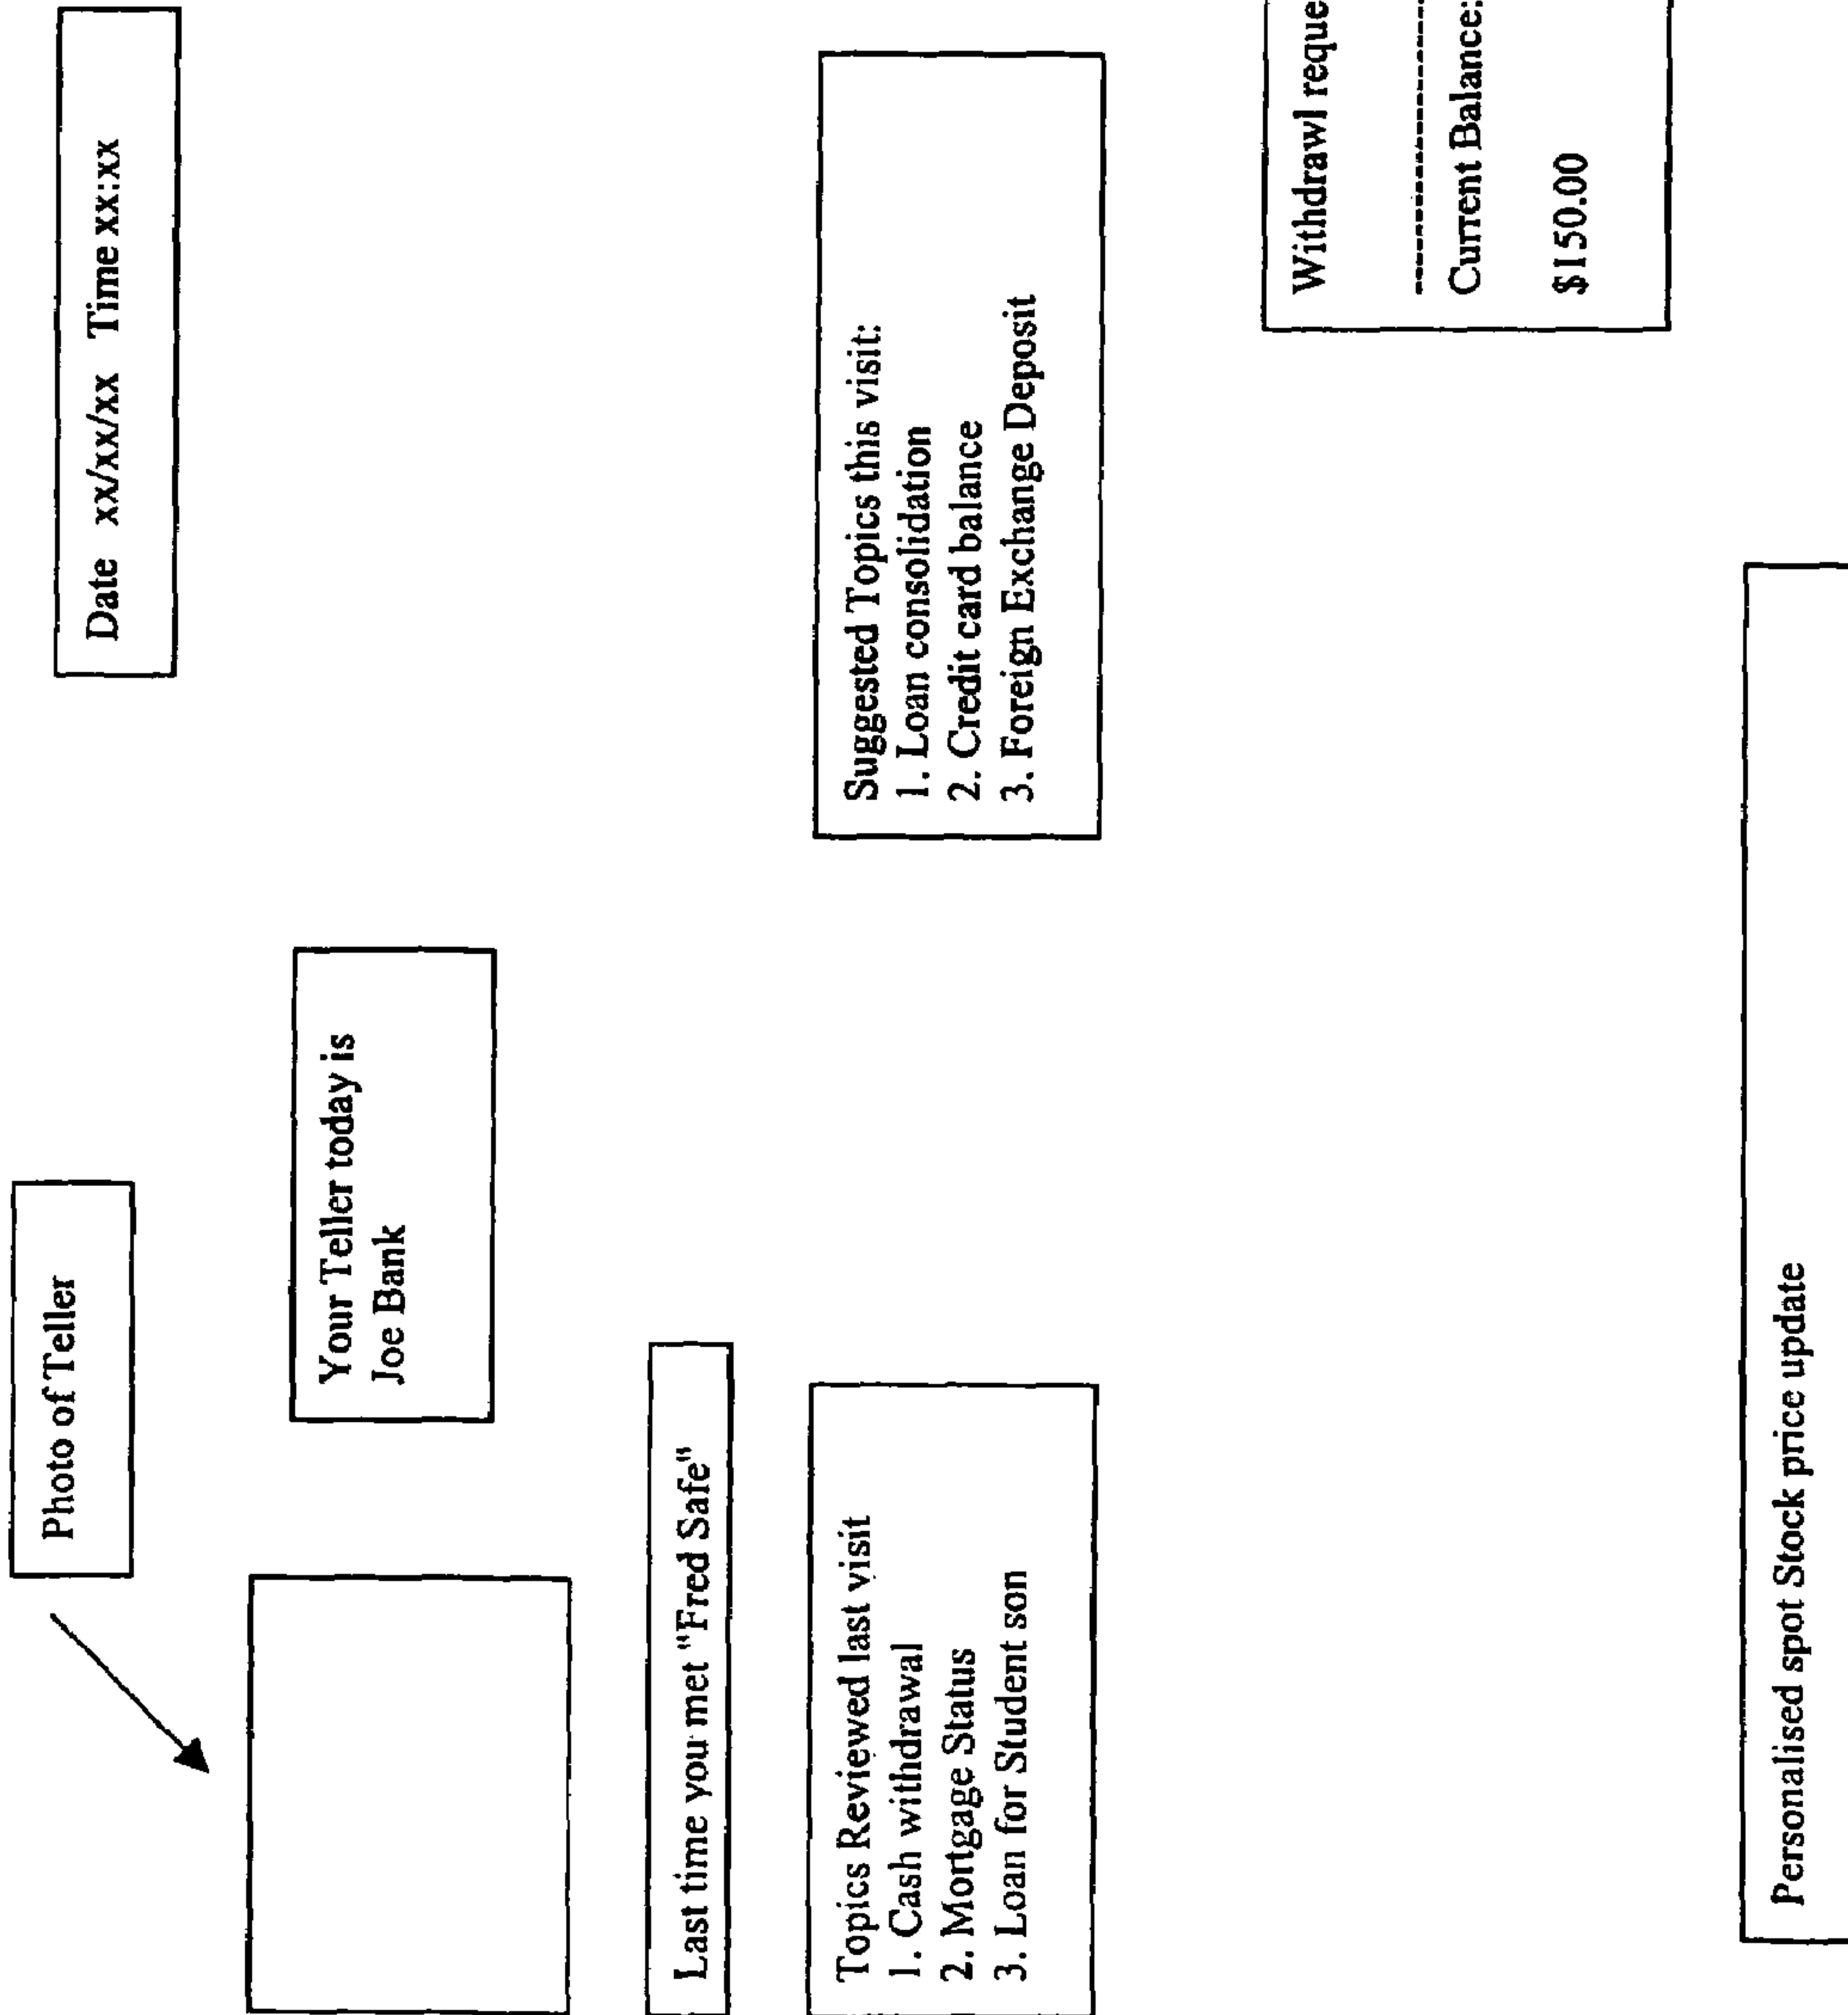 Photo of Teller
Date xx/xx/xx Time xx:xx
Your Teller today is
Joe Bank
Last time you met "Fred Safe"
Topics Reviewed last visit
1. Cash withdrawal
2. Mortgage Status
3. Loan for Student son
Suggested Topics this visit:
1. Loan consolidation
2. Credit card balance
3. Foreign Exchange Deposit
Withdrawl reque
Current Balance:
$150.00
Personalised spot Stock price update